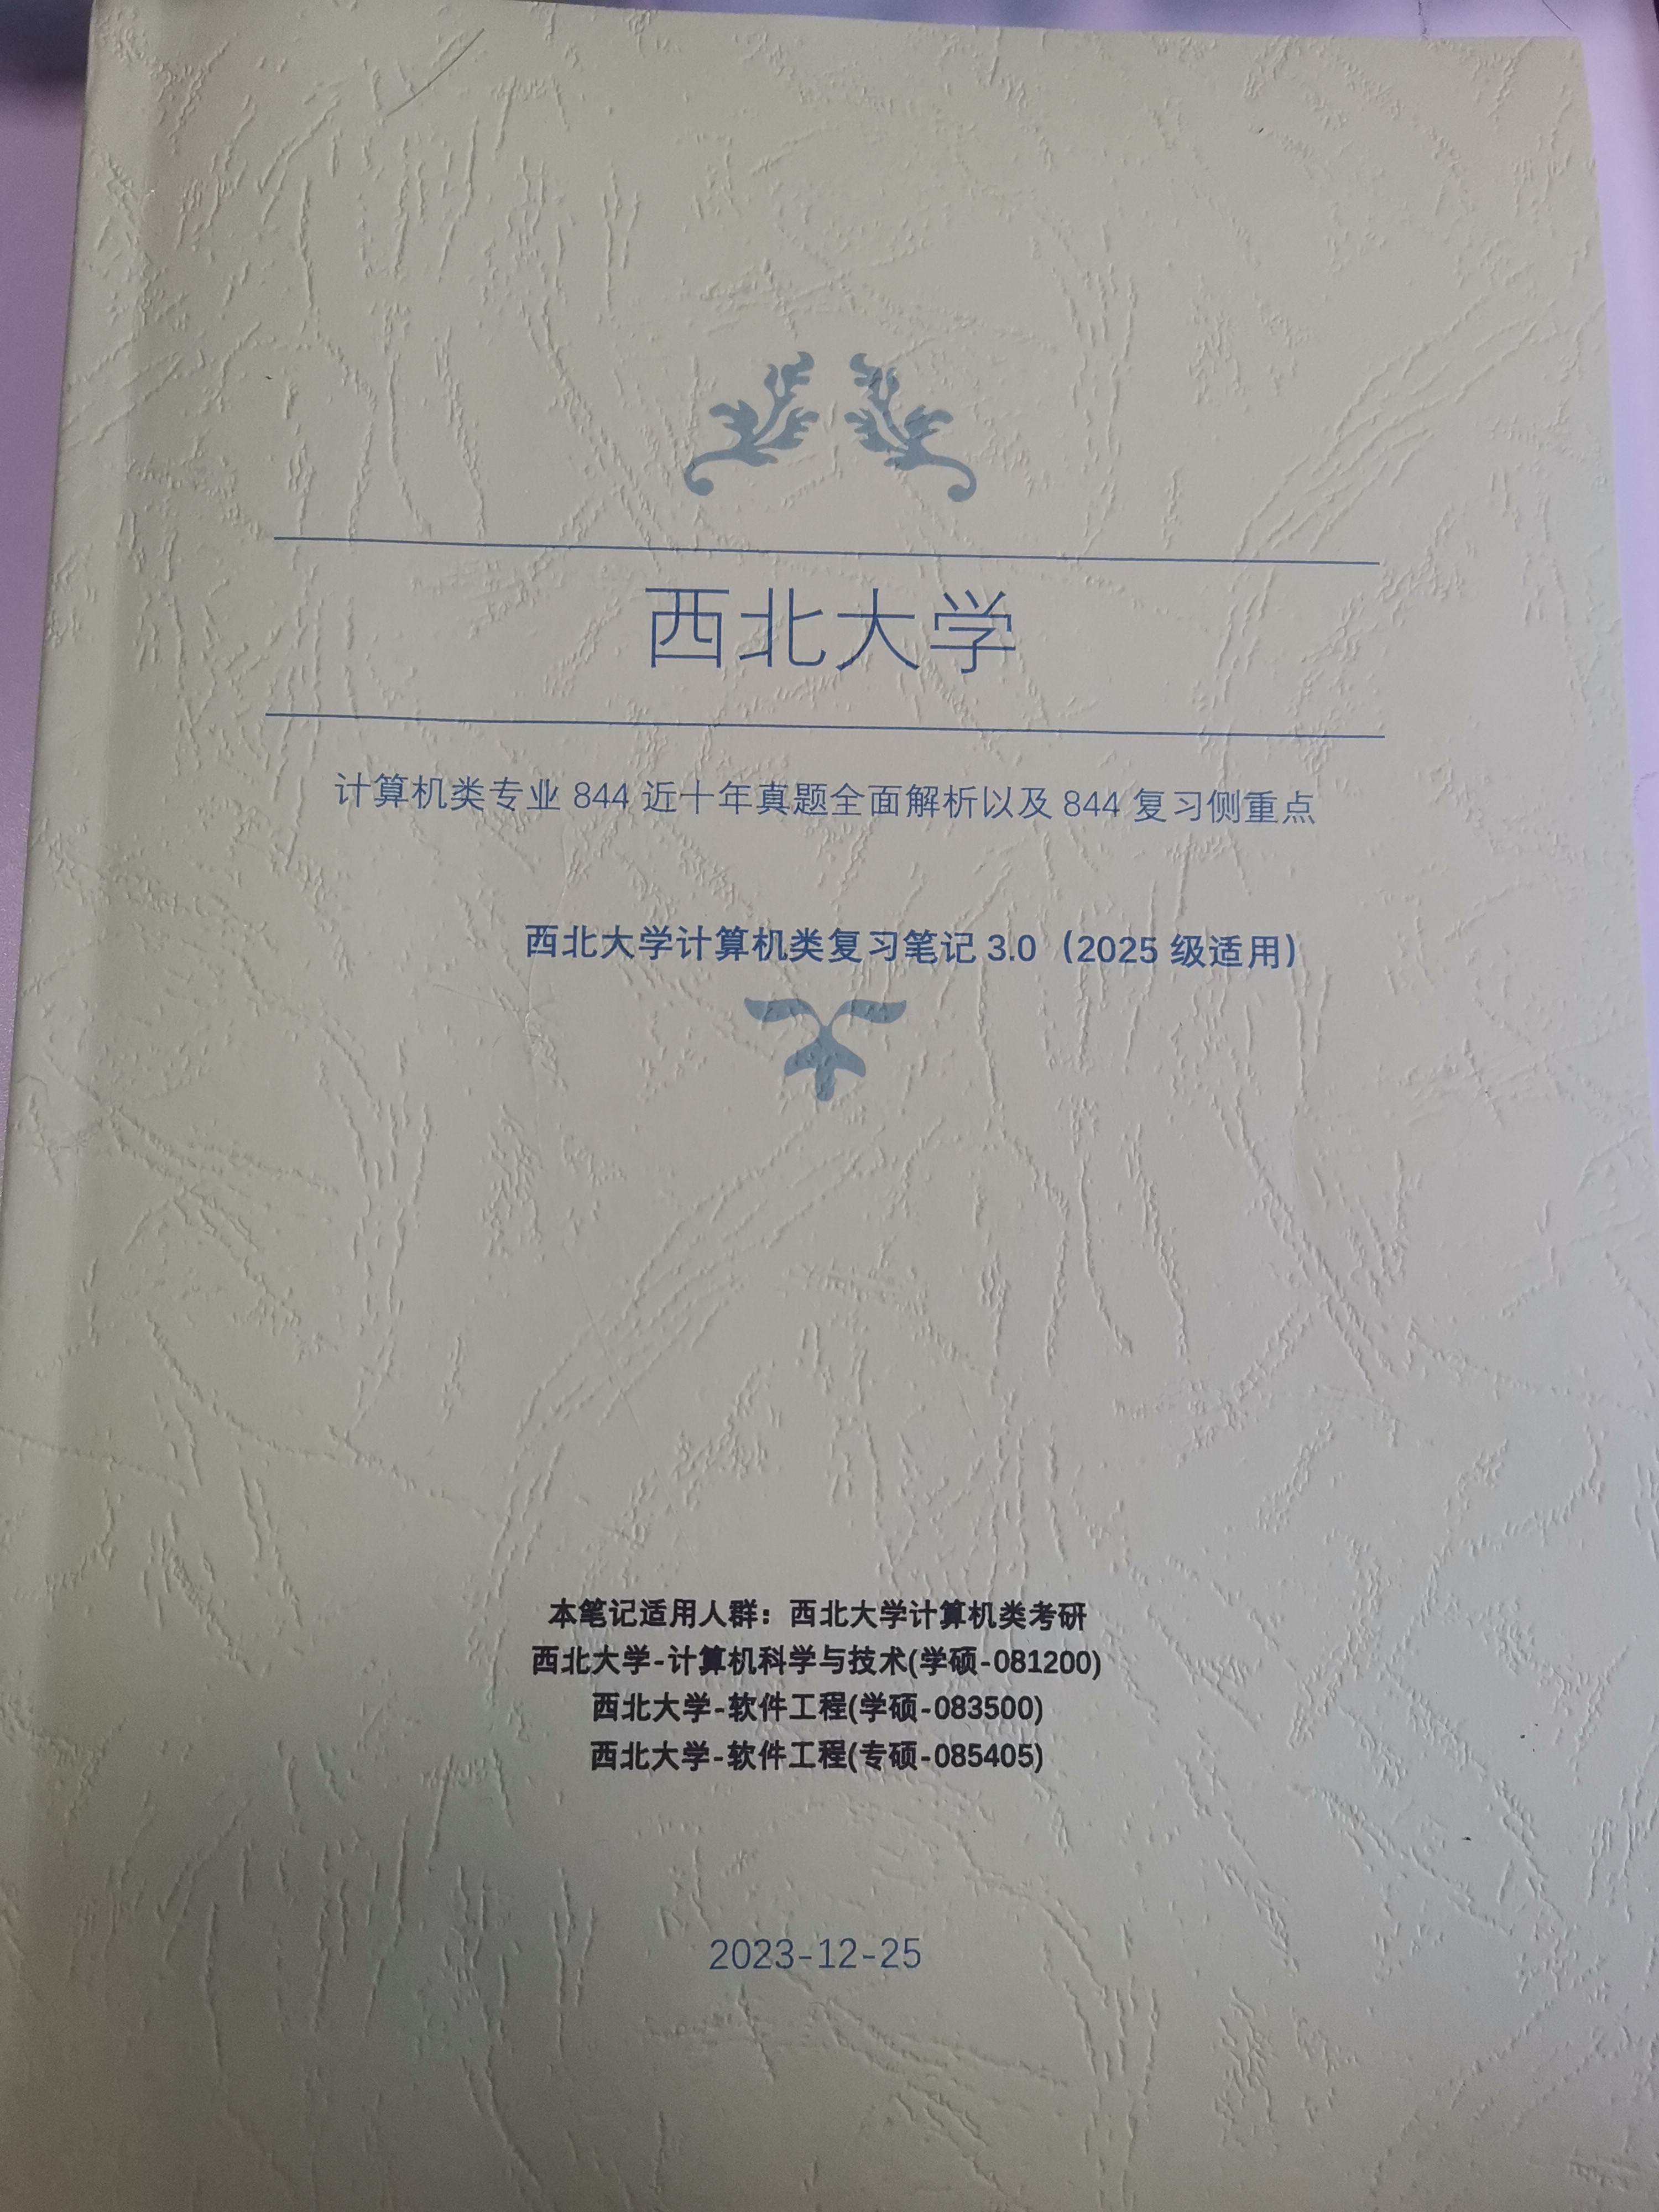 西北大学
计算机类专业 844 近十年真题全面解析以及 844 复习侧重点
西北大学计算机类复习笔记 3.0（2025 级适用）
本笔记适用人群：西北大学计算机类考研
西北大学-计算机科学与技术(学硕-081200)
西北大学-软件工程(学硕-083500)
西北大学-软件工程(专硕-085405)
2023-12-25